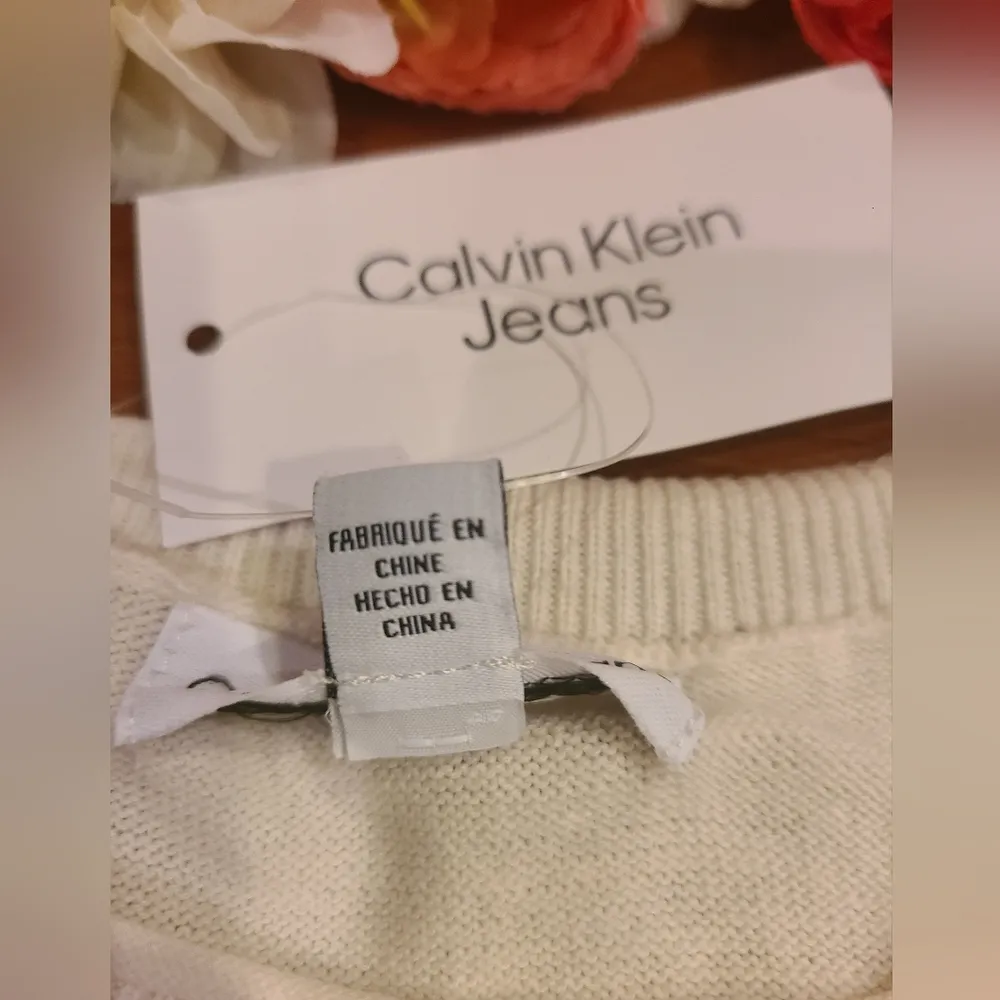 Calvin Klein
Jeans
FABRIQUÉ EN
CHINE
HECHO EN
CHINA